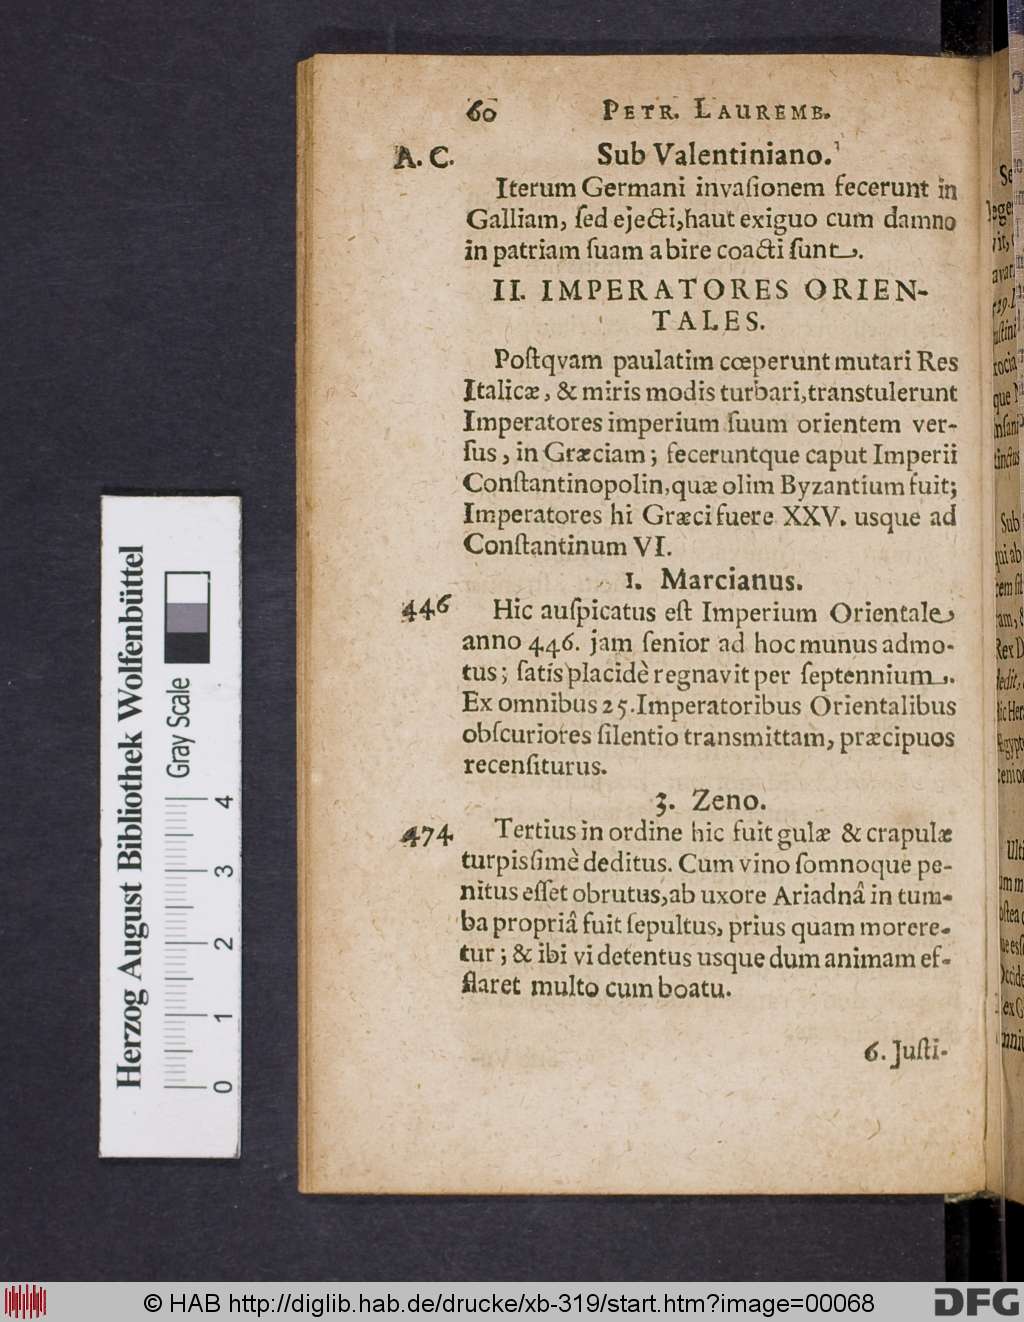 60 PETR. LAUREMB.
A. C. Sub Valentiniano.
Iterum Germani invaſionem fecerunt in
Galliam, ſed ejecti, haut exiguo cum damno
in patriam ſuam abire coacti ſunt.
II. IMPERATORES ORIEN-
TALES.
Poſtqvam paulatim cœperunt mutari Res
Italicæ, & miris modis turbari, transtulerunt
Imperatores imperium ſuum orientem ver-
ſus, in Græciam; feceruntque caput Imperii
Conſtantinopolin, quæ olim Byzantium fuit;
Imperatores hi Græci fuere XXV. usque ad
Conſtantinum VI.
1. Marcianus.
446 Hic auſpicatus eſt Imperium Orientale
anno 446. jam ſenior ad hoc munus admo-
tus; ſatis placidè regnavit per ſeptennium.
Ex omnibus 25. Imperatoribus Orientalibus
obſcuriores ſilentio transmittam, præcipuos
recenſiturus.
3. Zeno.
474 Tertius in ordine hic fuit gulæ & crapulæ
turpiſſimè deditus. Cum vino ſomnoque pe-
nitus eſſet obrutus, ab uxore Ariadnâ in tum-
ba propriâ fuit ſepultus, prius quam morere-
tur; & ibi vi detentus usque dum animam ef-
flaret multo cum boatu.
6. Juſti-
Herzog August Bibliothek Wolfenbüttel
Gray Scale
0 1 2 3 4
© HAB http://diglib.hab.de/drucke/xb-319/start.htm?image=00068
DFG